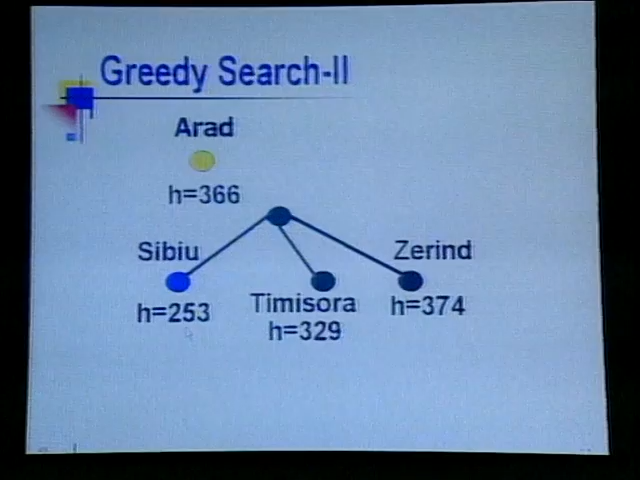 Greedy Search-II
Arad
h=366
Sibiu
Zerind
h=253
Timisora
h=374
h=329